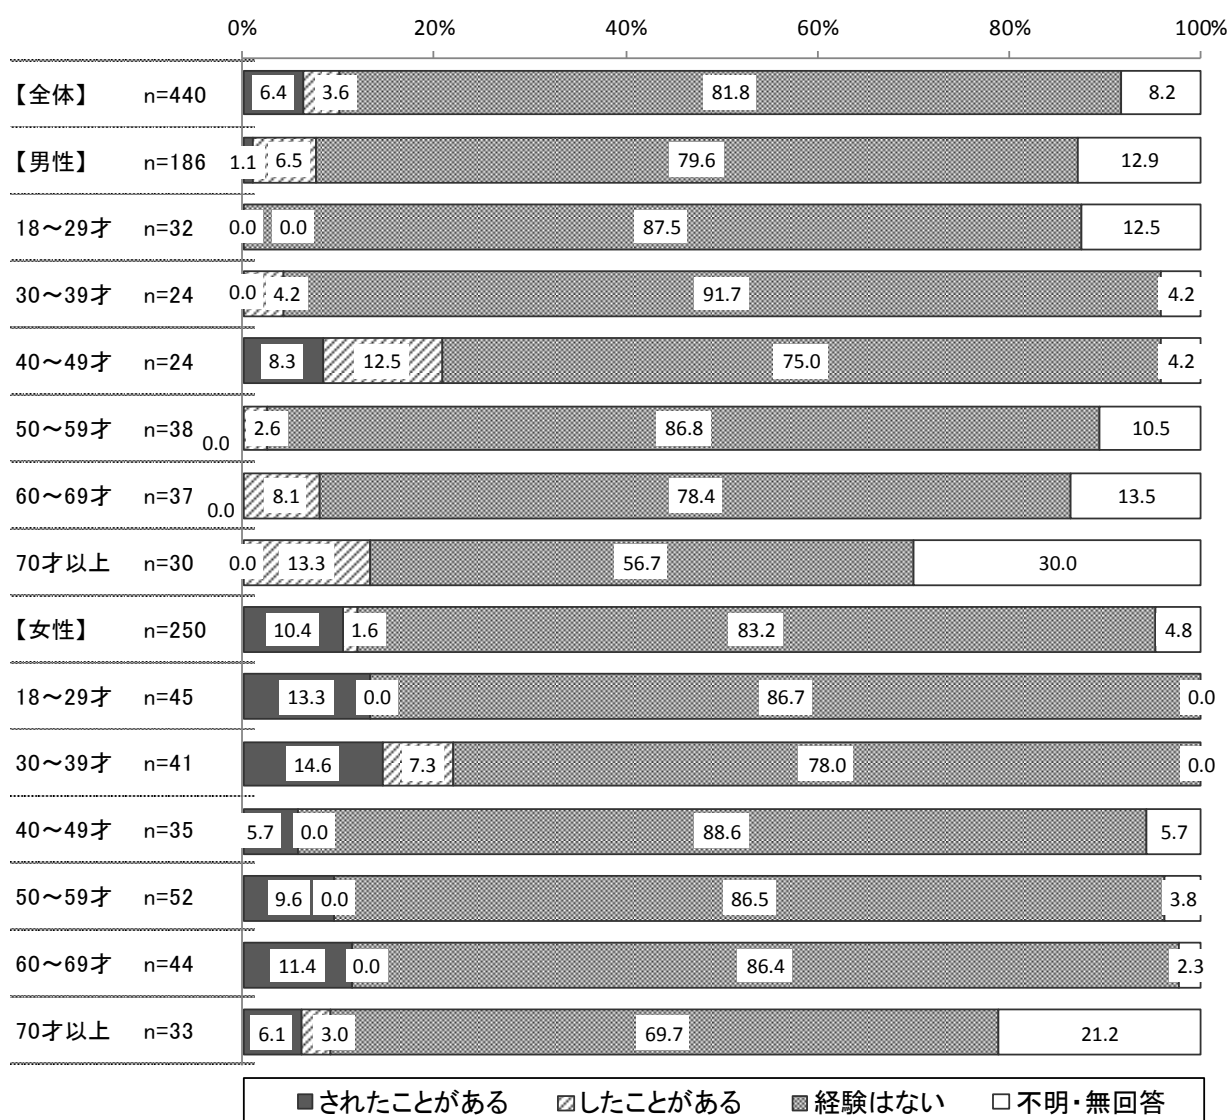 0% 20% 40% 60% 80% 100%
【全体】 n=440 6.4 3.6 81.8 8.2
【男性】 n=186 1.1 6.5 79.6 12.9
18～29才 n=32 0.0 0.0 87.5 12.5
30～39才 n=24 0.0 4.2 91.7 4.2
40～49才 n=24 8.3 12.5 75.0 4.2
50～59才 n=38 0.0 2.6 86.8 10.5
60～69才 n=37 0.0 8.1 78.4 13.5
70才以上 n=30 0.0 13.3 56.7 30.0
【女性】 n=250 10.4 1.6 83.2 4.8
18～29才 n=45 13.3 0.0 86.7 0.0
30～39才 n=41 14.6 7.3 78.0 0.0
40～49才 n=35 5.7 0.0 88.6 5.7
50～59才 n=52 9.6 0.0 86.5 3.8
60～69才 n=44 11.4 0.0 86.4 2.3
70才以上 n=33 6.1 3.0 69.7 21.2
されたことがある したことがある 経験はない 不明・無回答